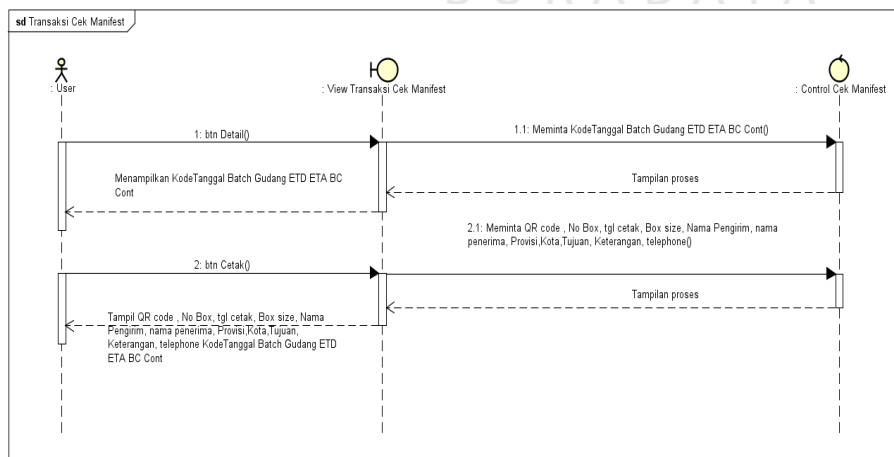 SURABAYA
sd Transaksi Cek Manifest
: User
: View Transaksi Cek Manifest
: Control Cek Manifest
1: btn Detail()
1.1: Meminta KodeTanggal Batch Gudang ETD ETA BC Cont()
Menampilkan KodeTanggal Batch Gudang ETD ETA BC
Cont
Tampilan proses
2.1: Meminta QR code , No Box, tgl cetak, Box size, Nama Pengirim, nama
penerima, Provisi,Kota,Tujuan, Keterangan, telephone()
2: btn Cetak()
Tampilan proses
Tampil QR code , No Box, tgl cetak, Box size, Nama
Pengirim, nama penerima, Provisi,Kota,Tujuan,
Keterangan, telephone KodeTanggal Batch Gudang ETD
ETA BC Cont